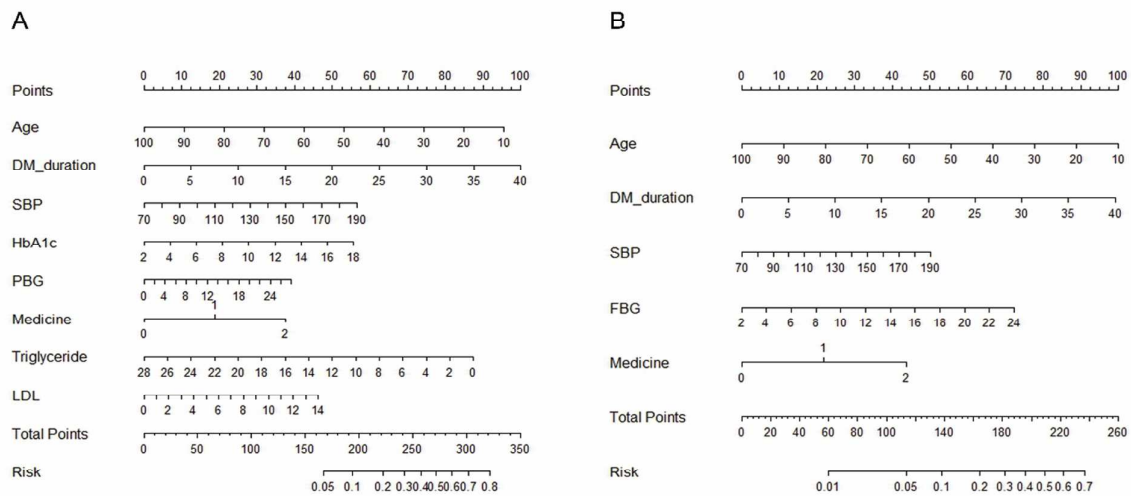 A
Points
0 10 20 30 40 50 60 70 80 90 100
Age
100 90 80 70 60 50 40 30 20 10
DM_duration
0 5 10 15 20 25 30 35 40
SBP
70 90 110 130 150 170 190
HbA1c
2 4 6 8 10 12 14 16 18
PBG
0 4 8 12 18 24
Medicine
1
0 2
Triglyceride
28 26 24 22 20 18 16 14 12 10 8 6 4 2 0
LDL
0 2 4 6 8 10 12 14
Total Points
0 50 100 150 200 250 300 350
Risk
0.05 0.1 0.2 0.30.40.50.60.7 0.8
B
Points
0 10 20 30 40 50 60 70 80 90 100
Age
100 90 80 70 60 50 40 30 20 10
DM_duration
0 5 10 15 20 25 30 35 40
SBP
70 90 110 130 150 170 190
FBG
2 4 6 8 10 12 14 16 18 20 22 24
Medicine
1
0 2
Total Points
0 20 40 60 80 100 140 180 220 260
Risk
0.01 0.05 0.1 0.2 0.3 0.4 0.5 0.6 0.7